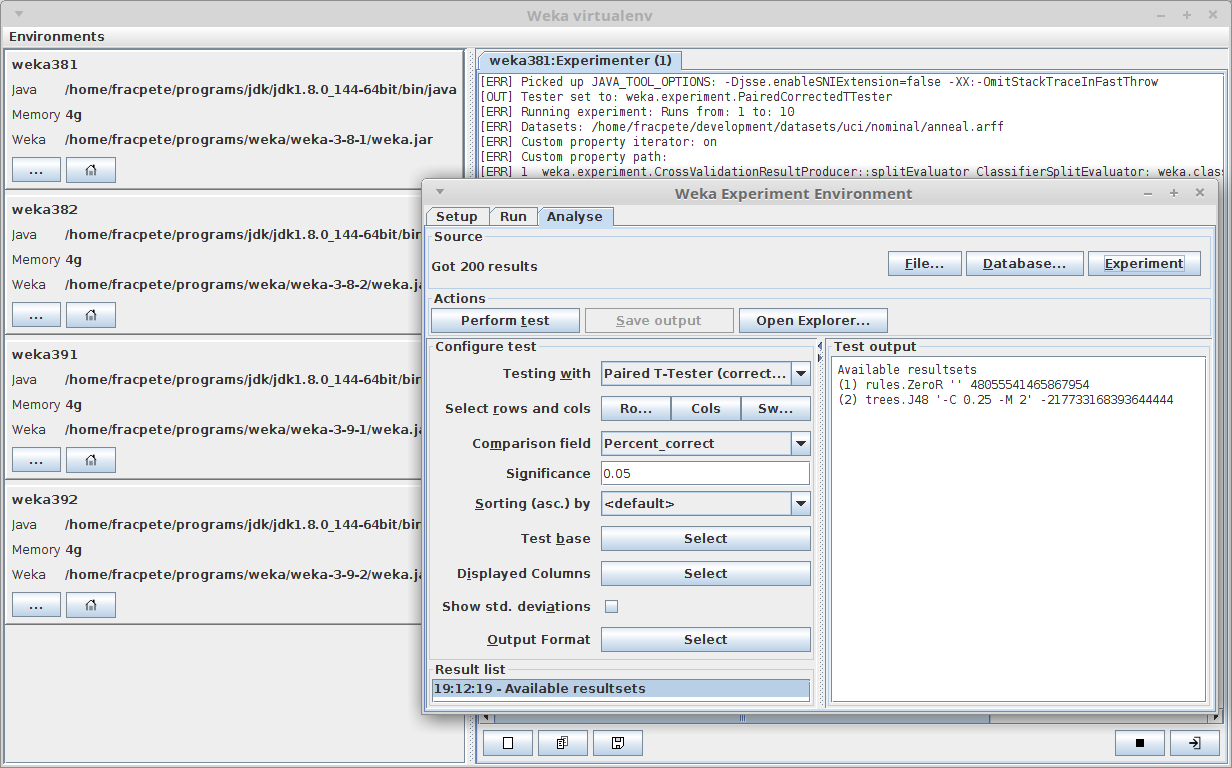 Weka virtualenv
Environments
weka381
Java /home/fracpete/programs/jdk/jdk1.8.0_144-64bit/bin/java
Memory 4g
Weka /home/fracpete/programs/weka/weka-3-8-1/weka.jar
...
weka382
Java /home/fracpete/programs/jdk/jdk1.8.0_144-64bit/bin
Memory 4g
Weka /home/fracpete/programs/weka/weka-3-8-2/weka.ja
...
weka391
Java /home/fracpete/programs/jdk/jdk1.8.0_144-64bit/bin
Memory 4g
Weka /home/fracpete/programs/weka/weka-3-9-1/weka.ja
...
weka392
Java /home/fracpete/programs/jdk/jdk1.8.0_144-64bit/bin
Memory 4g
Weka /home/fracpete/programs/weka/weka-3-9-2/weka.ja
...
weka381:Experimenter (1)
[ERR] Picked up JAVA_TOOL_OPTIONS: -Djsse.enableSNIExtension=false -XX:-OmitStackTraceInFastThrow
[OUT] Tester set to: weka.experiment.PairedCorrectedTTester
[ERR] Running experiment: Runs from: 1 to: 10
[ERR] Datasets: /home/fracpete/development/datasets/uci/nominal/anneal.arff
[ERR] Custom property iterator: on
[ERR] Custom property path:
[ERR] 1 weka.experiment.CrossValidationResultProducer::splitEvaluator ClassifierSplitEvaluator: weka.class
Weka Experiment Environment
Setup Run Analyse
Source
Got 200 results File... Database... Experiment
Actions
Perform test Save output Open Explorer...
Configure test
Testing with Paired T-Tester (correct...
Select rows and cols Ro... Cols Sw...
Comparison field Percent_correct
Significance 0.05
Sorting (asc.) by <default>
Test base Select
Displayed Columns Select
Show std. deviations
Output Format Select
Result list
19:12:19 - Available resultsets
Test output
Available resultsets
(1) rules.ZeroR '' 48055541465867954
(2) trees.J48 '-C 0.25 -M 2' -217733168393644444